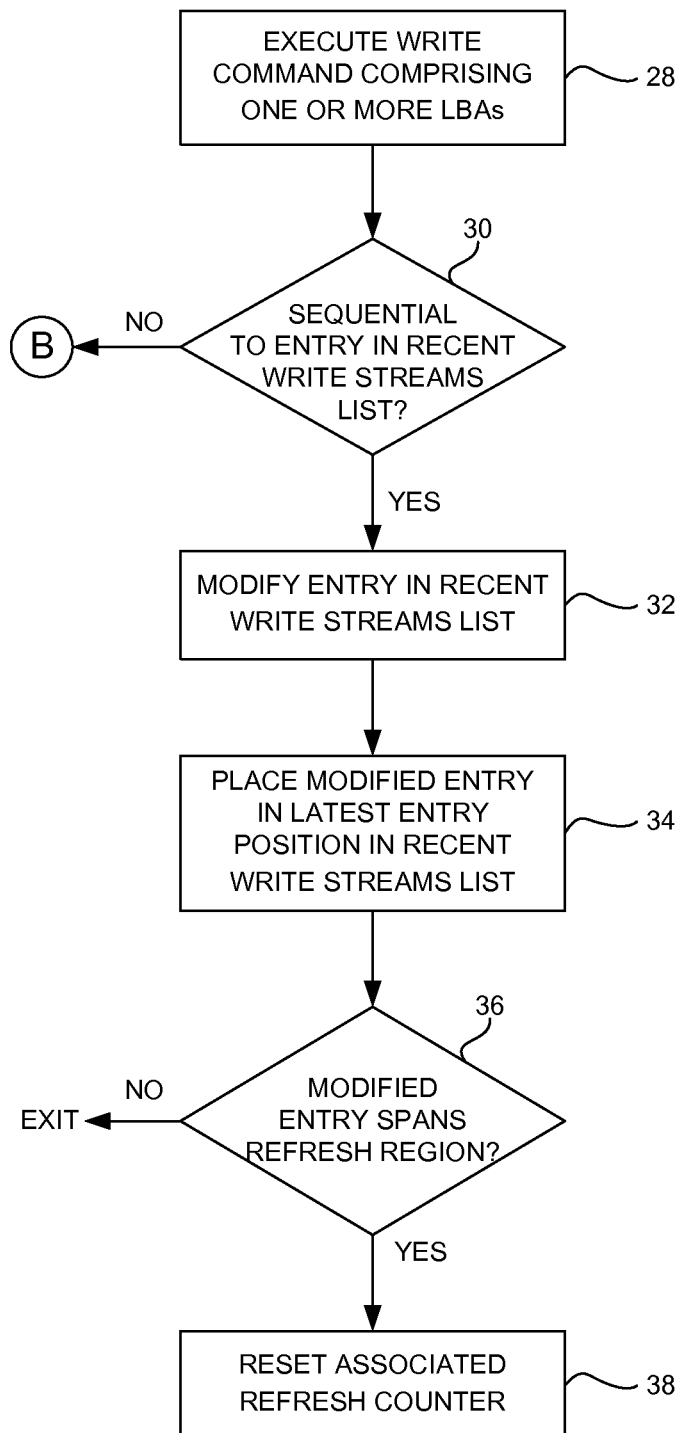 EXECUTE WRITE
COMMAND COMPRISING
ONE OR MORE LBAs
28
30
SEQUENTIAL
TO ENTRY IN RECENT
WRITE STREAMS
LIST?
NO
B
YES
MODIFY ENTRY IN RECENT
WRITE STREAMS LIST
32
PLACE MODIFIED ENTRY
IN LATEST ENTRY
POSITION IN RECENT
WRITE STREAMS LIST
34
36
MODIFIED
ENTRY SPANS
REFRESH REGION?
NO
EXIT
YES
RESET ASSOCIATED
REFRESH COUNTER
38